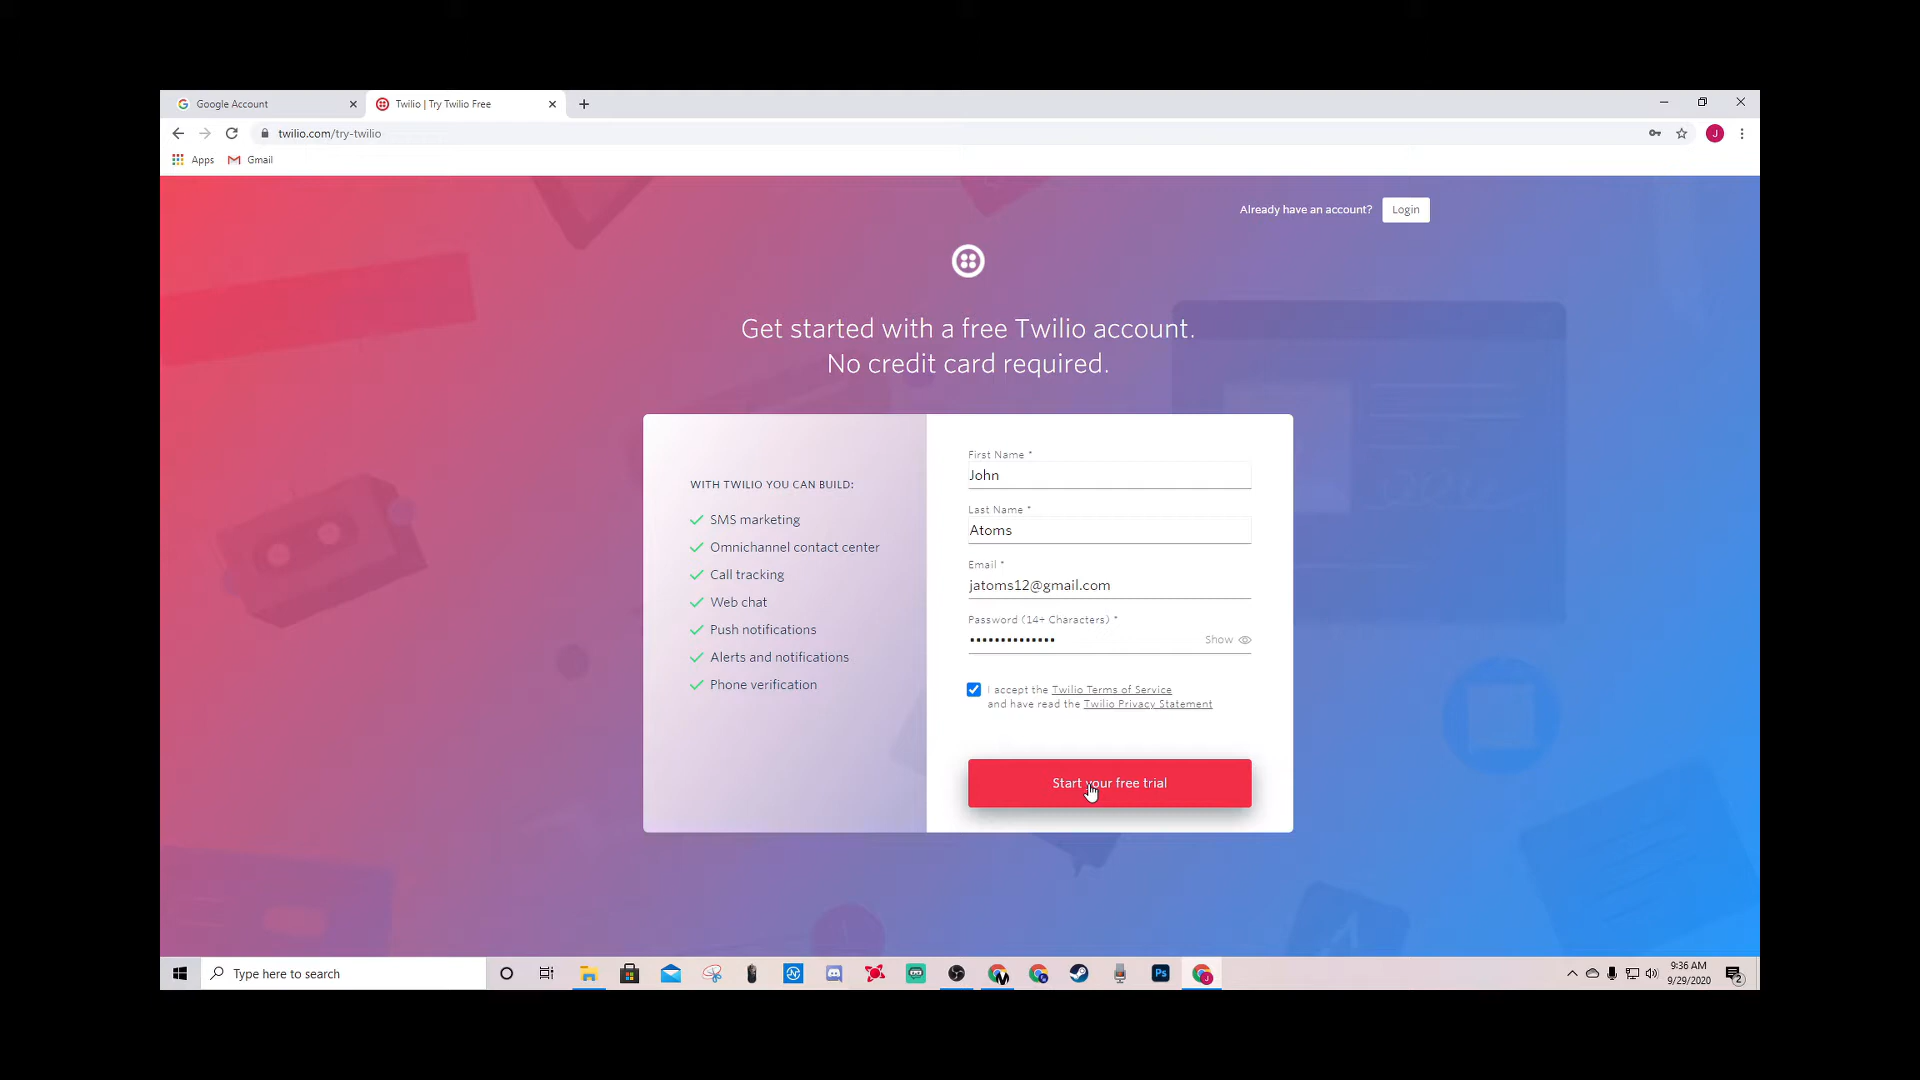 Google Account
Twilio | Try Twilio Free
twilio.com/try-twilio
J
Apps
Gmail
Already have an account?
Login
Get started with a free Twilio account.
No credit card required.
WITH TWILIO YOU CAN BUILD:
SMS marketing
Omnichannel contact center
Call tracking
Web chat
Push notifications
Alerts and notifications
Phone verification
First Name *
John
Last Name *
Atoms
Email *
jatoms12@gmail.com
Password (14+ Characters) *
••••••••••••••
Show
I accept the Twilio Terms of Service
and have read the Twilio Privacy Statement
Start your free trial
Type here to search
Ps
9:36 AM
9/29/2020
2